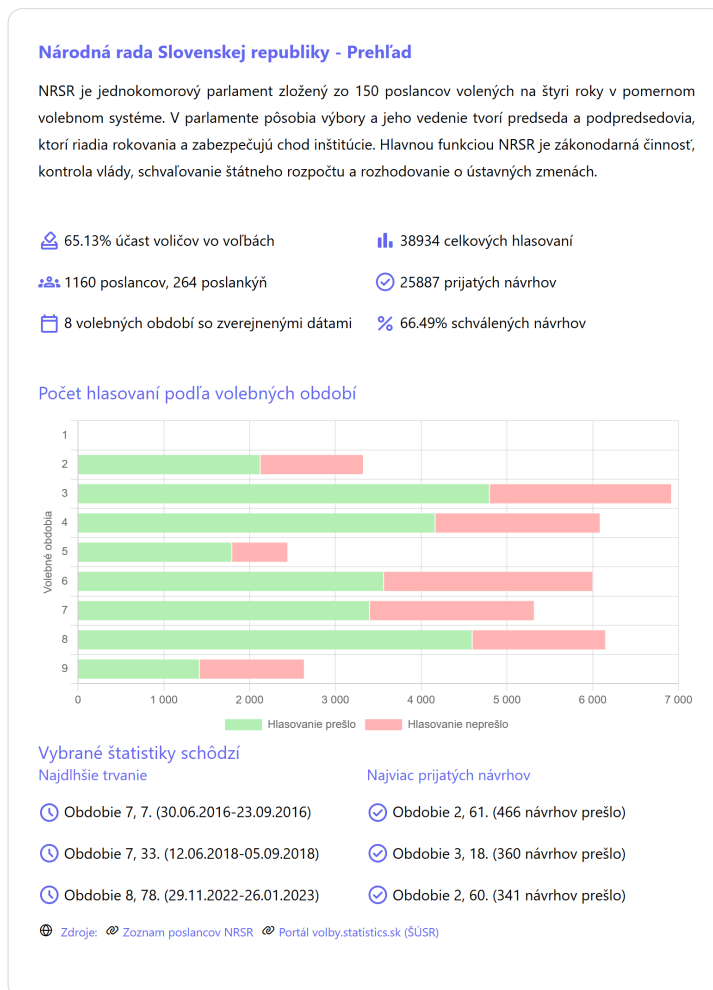 Národná rada Slovenskej republiky - Prehľad
NRSR je jednokomorový parlament zložený zo 150 poslancov volených na štyri roky v pomernom
volebnom systéme. V parlamente pôsobia výbory a jeho vedenie tvorí predseda a podpredsedovia,
ktorí riadia rokovania a zabezpečujú chod inštitúcie. Hlavnou funkciou NRSR je zákonodarná činnosť,
kontrola vlády, schvaľovanie štátneho rozpočtu a rozhodovanie o ústavných zmenách.
65.13% účast voličov vo voľbách
38934 celkových hlasovaní
1160 poslancov, 264 poslankýň
25887 prijatých návrhov
8 volebných období so zverejnenými dátami
66.49% schválených návrhov
Počet hlasovaní podľa volebných období
Volebné obdobia
1
2
3
4
5
6
7
8
9
0 1 000 2 000 3 000 4 000 5 000 6 000 7 000
Hlasovanie prešlo Hlasovanie neprešlo
Vybrané štatistiky schôdzí
Najdlhšie trvanie
Najviac prijatých návrhov
Obdobie 7, 7. (30.06.2016-23.09.2016)
Obdobie 2, 61. (466 návrhov prešlo)
Obdobie 7, 33. (12.06.2018-05.09.2018)
Obdobie 3, 18. (360 návrhov prešlo)
Obdobie 8, 78. (29.11.2022-26.01.2023)
Obdobie 2, 60. (341 návrhov prešlo)
Zdroje: Zoznam poslancov NRSR Portál volby.statistics.sk (ŠÚSR)